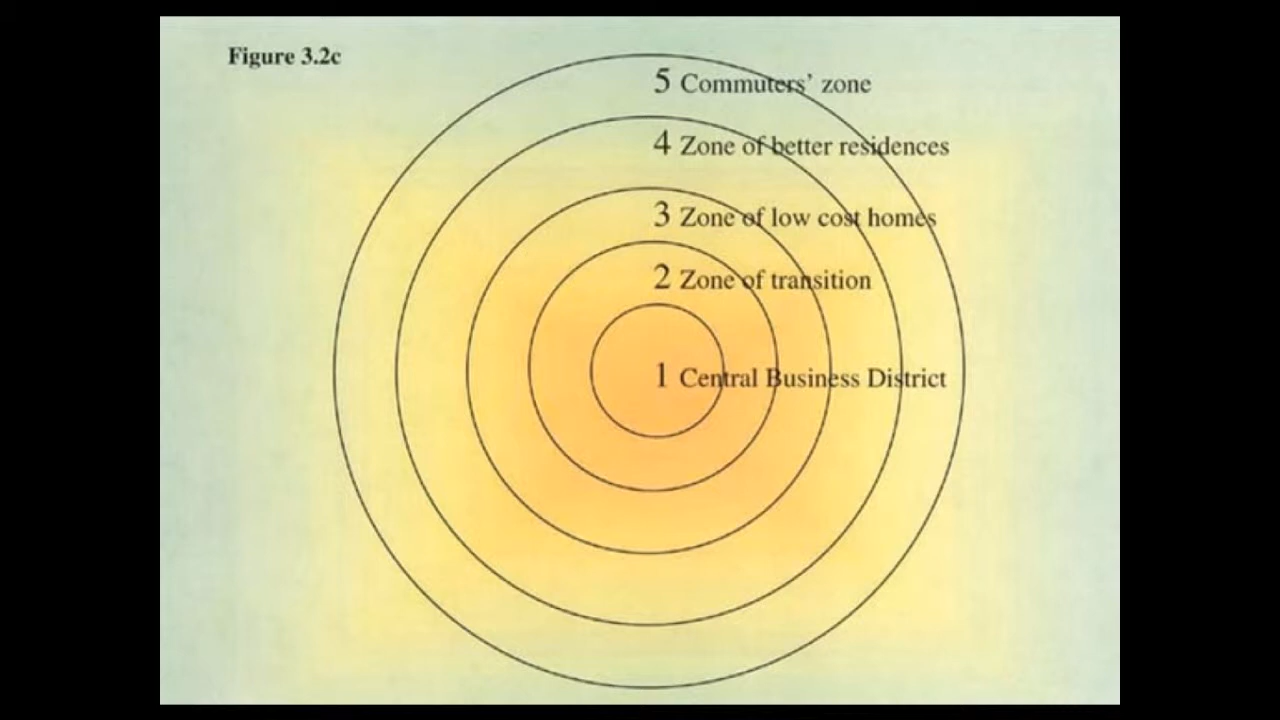 Figure 3.2c
5 Commuters’ zone
4 Zone of better residences
3 Zone of low cost homes
2 Zone of transition
1 Central Business District